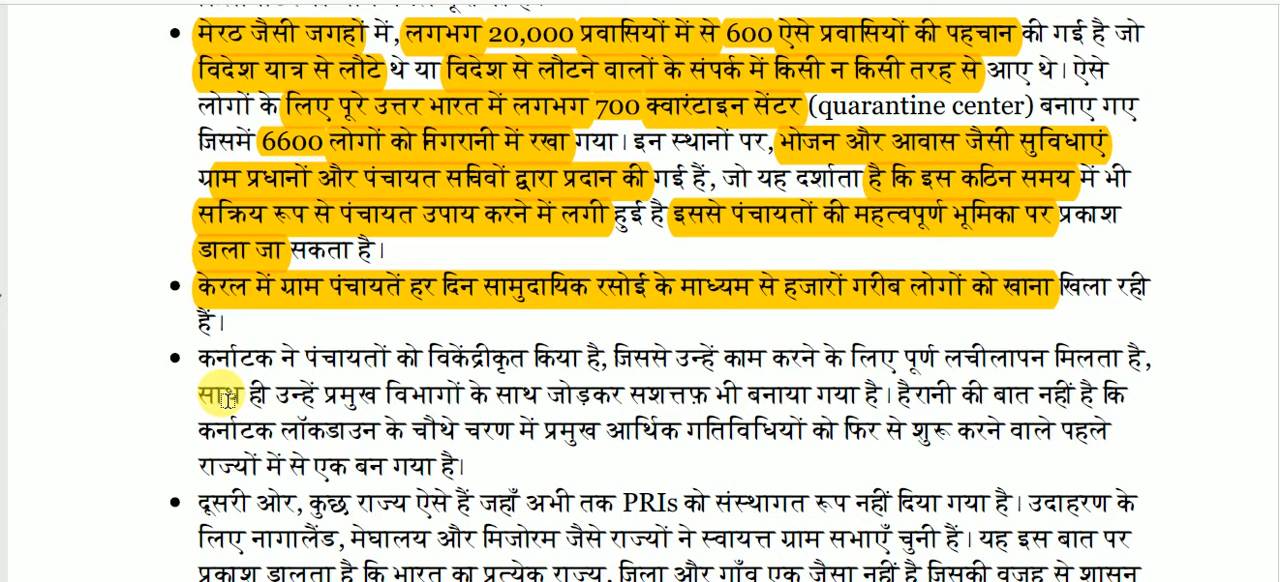 मेरठ जैसी जगहों में, लगभग 20,000 प्रवासियों में से 600 ऐसे प्रवासियों की पहचान की गई है जो
विदेश यात्र से लौटे थे या विदेश से लौटने वालों के संपर्क में किसी न किसी तरह से आए थे। ऐसे
लोगों के लिए पूरे उत्तर भारत में लगभग 700 क्वारंटाइन सेंटर (quarantine center) बनाए गए
जिसमें 6600 लोगों को निगरानी में रखा गया। इन स्थानों पर, भोजन और आवास जैसी सुविधाएं
ग्राम प्रधानों और पंचायत सचिवों द्वारा प्रदान की गई हैं, जो यह दर्शाता है कि इस कठिन समय में भी
सक्रिय रूप से पंचायत उपाय करने में लगी हुई है इससे पंचायतों की महत्वपूर्ण भूमिका पर प्रकाश
डाला जा सकता है।
केरल में ग्राम पंचायतें हर दिन सामुदायिक रसोई के माध्यम से हजारों गरीब लोगों को खाना खिला रही
हैं।
कर्नाटक ने पंचायतों को विकेंद्रीकृत किया है, जिससे उन्हें काम करने के लिए पूर्ण लचीलापन मिलता है,
साथ ही उन्हें प्रमुख विभागों के साथ जोड़कर सशत्तफ़ भी बनाया गया है। हैरानी की बात नहीं है कि
कर्नाटक लॉकडाउन के चौथे चरण में प्रमुख आर्थिक गतिविधियों को फिर से शुरू करने वाले पहले
राज्यों में से एक बन गया है।
दूसरी ओर, कुछ राज्य ऐसे हैं जहाँ अभी तक PRIs को संस्थागत रूप नहीं दिया गया है। उदाहरण के
लिए नागालैंड, मेघालय और मिजोरम जैसे राज्यों ने स्वायत्त ग्राम सभाएँ चुनी हैं। यह इस बात पर
प्रकाश डालता है कि भारत का प्रत्येक राज्य, जिला और गाँव एक जैसा नहीं है जिसकी वजह से शासन